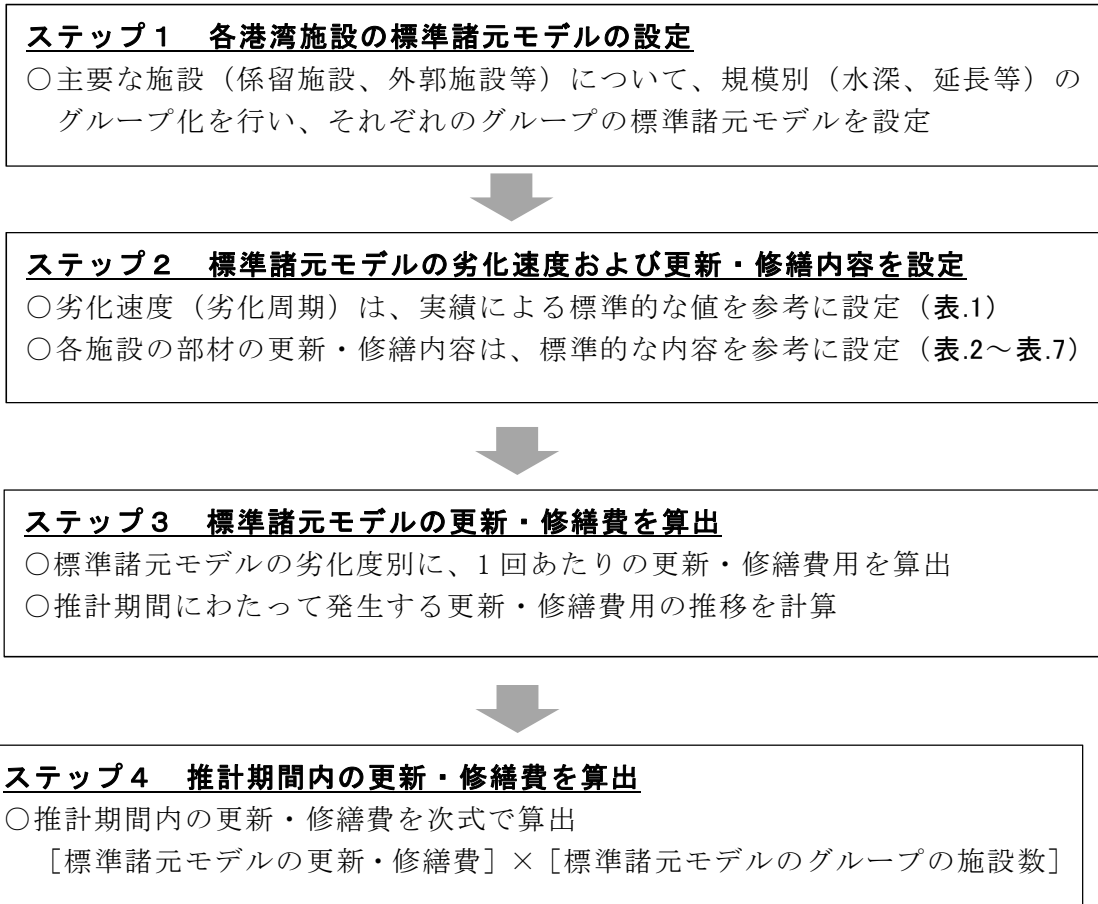 ステップ１　各港湾施設の標準諸元モデルの設定
○主要な施設（係留施設、外郭施設等）について、規模別（水深、延長等）の
グループ化を行い、それぞれのグループの標準諸元モデルを設定
ステップ２　標準諸元モデルの劣化速度および更新・修繕内容を設定
○劣化速度（劣化周期）は、実績による標準的な値を参考に設定（表.1）
○各施設の部材の更新・修繕内容は、標準的な内容を参考に設定（表.2～表.7）
ステップ３　標準諸元モデルの更新・修繕費を算出
○標準諸元モデルの劣化度別に、1 回あたりの更新・修繕費用を算出
○推計期間にわたって発生する更新・修繕費用の推移を計算
ステップ４　推計期間内の更新・修繕費を算出
○推計期間内の更新・修繕費を次式で算出
［標準諸元モデルの更新・修繕費］×［標準諸元モデルのグループの施設数］